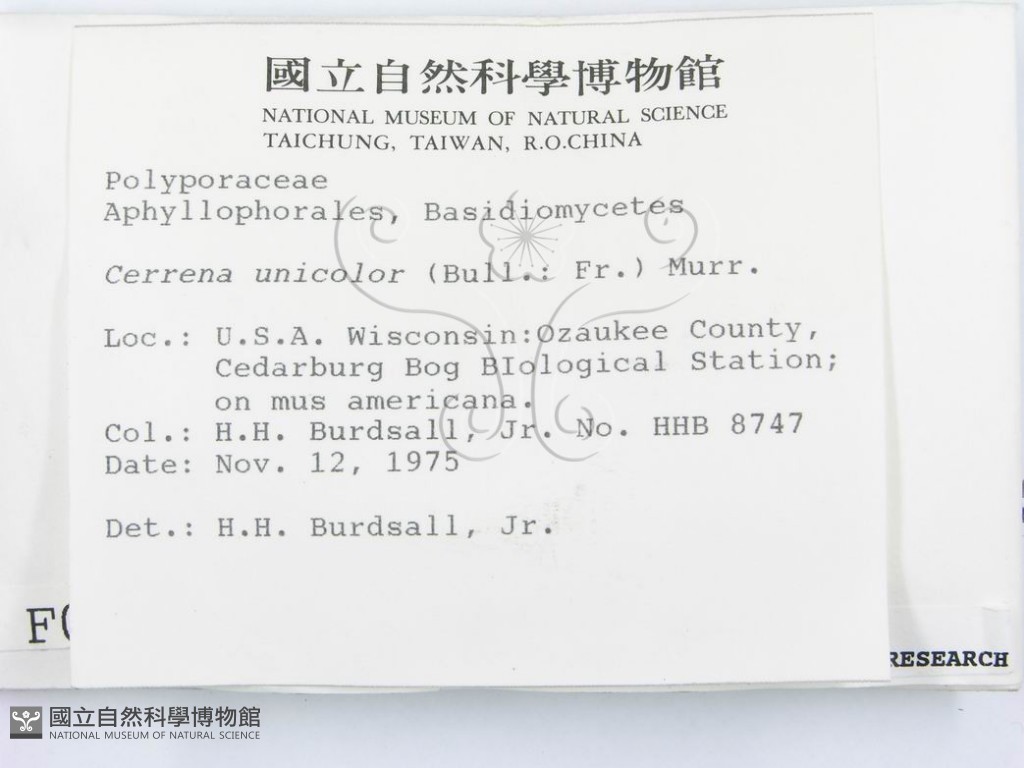 國立自然科學博物館
NATIONAL MUSEUM OF NATURAL SCIENCE
TAICHUNG, TAIWAN, R.O.CHINA
Polyporaceae
Aphyllophorales, Basidiomycetes
Cerrena unicolor (Bull.: Fr.) Murr.
Loc.: U.S.A. Wisconsin:Ozaukee County,
Cedarburg Bog BIological Station;
on mus americana.
Col.: H.H. Burdsall, Jr. No. HHB 8747
Date: Nov. 12, 1975
Det.: H.H. Burdsall, Jr.
RESEARCH
國立自然科學博物館
NATIONAL MUSEUM OF NATURAL SCIENCE